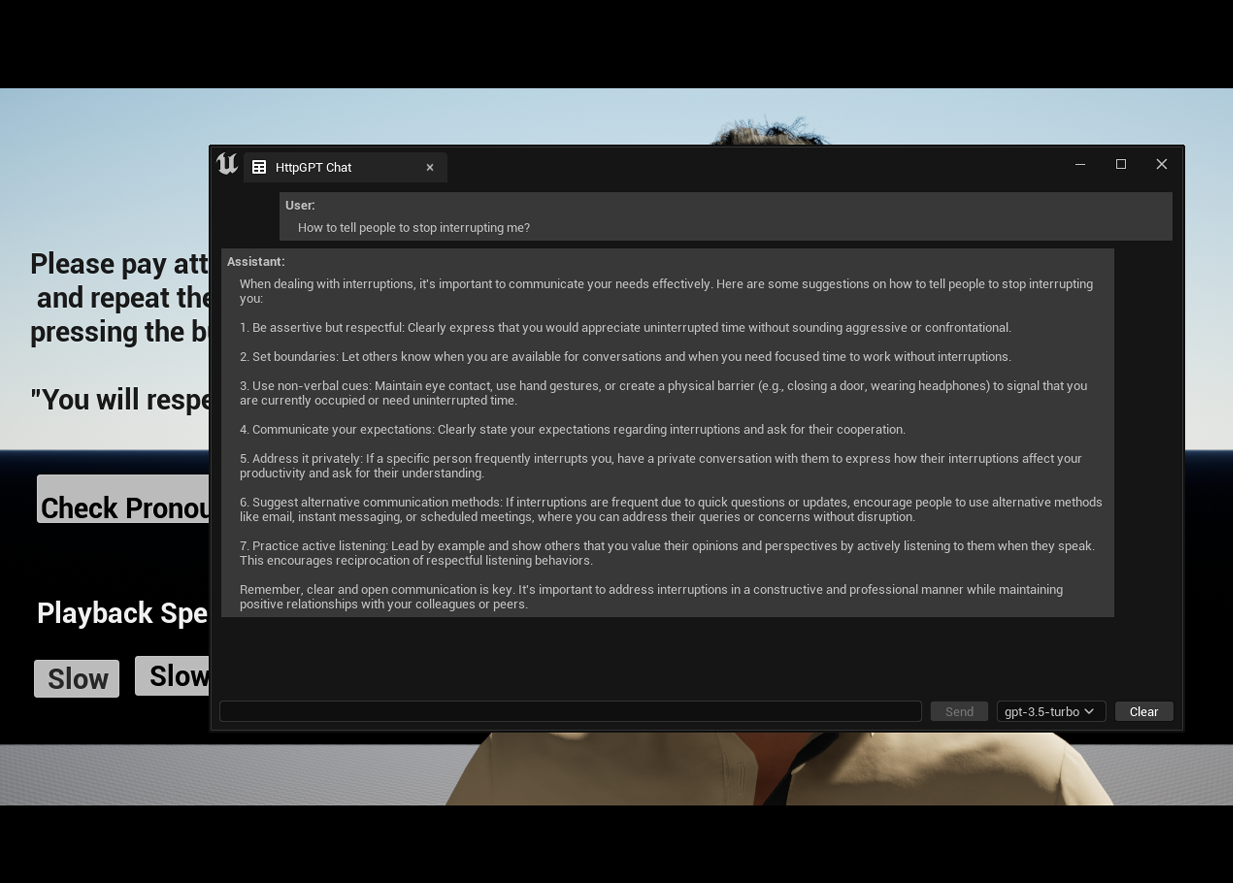 HttpGPT Chat
User:
How to tell people to stop interrupting me?
Assistant:
When dealing with interruptions, it's important to communicate your needs effectively. Here are some suggestions on how to tell people to stop interrupting
you:
1. Be assertive but respectful: Clearly express that you would appreciate uninterrupted time without sounding aggressive or confrontational.
2. Set boundaries: Let others know when you are available for conversations and when you need focused time to work without interruptions.
3. Use non-verbal cues: Maintain eye contact, use hand gestures, or create a physical barrier (e.g., closing a door, wearing headphones) to signal that you
are currently occupied or need uninterrupted time.
4. Communicate your expectations: Clearly state your expectations regarding interruptions and ask for their cooperation.
5. Address it privately: If a specific person frequently interrupts you, have a private conversation with them to express how their interruptions affect your
productivity and ask for their understanding.
6. Suggest alternative communication methods: If interruptions are frequent due to quick questions or updates, encourage people to use alternative methods
like email, instant messaging, or scheduled meetings, where you can address their queries or concerns without disruption.
7. Practice active listening: Lead by example and show others that you value their opinions and perspectives by actively listening to them when they speak.
This encourages reciprocation of respectful listening behaviors.
Remember, clear and open communication is key. It's important to address interruptions in a constructive and professional manner while maintaining
positive relationships with your colleagues or peers.
Send
gpt-3.5-turbo
Clear
Please pay att
and repeat the
pressing the b
"You will respe
Check Pronou
Playback Spe
Slow
Slow